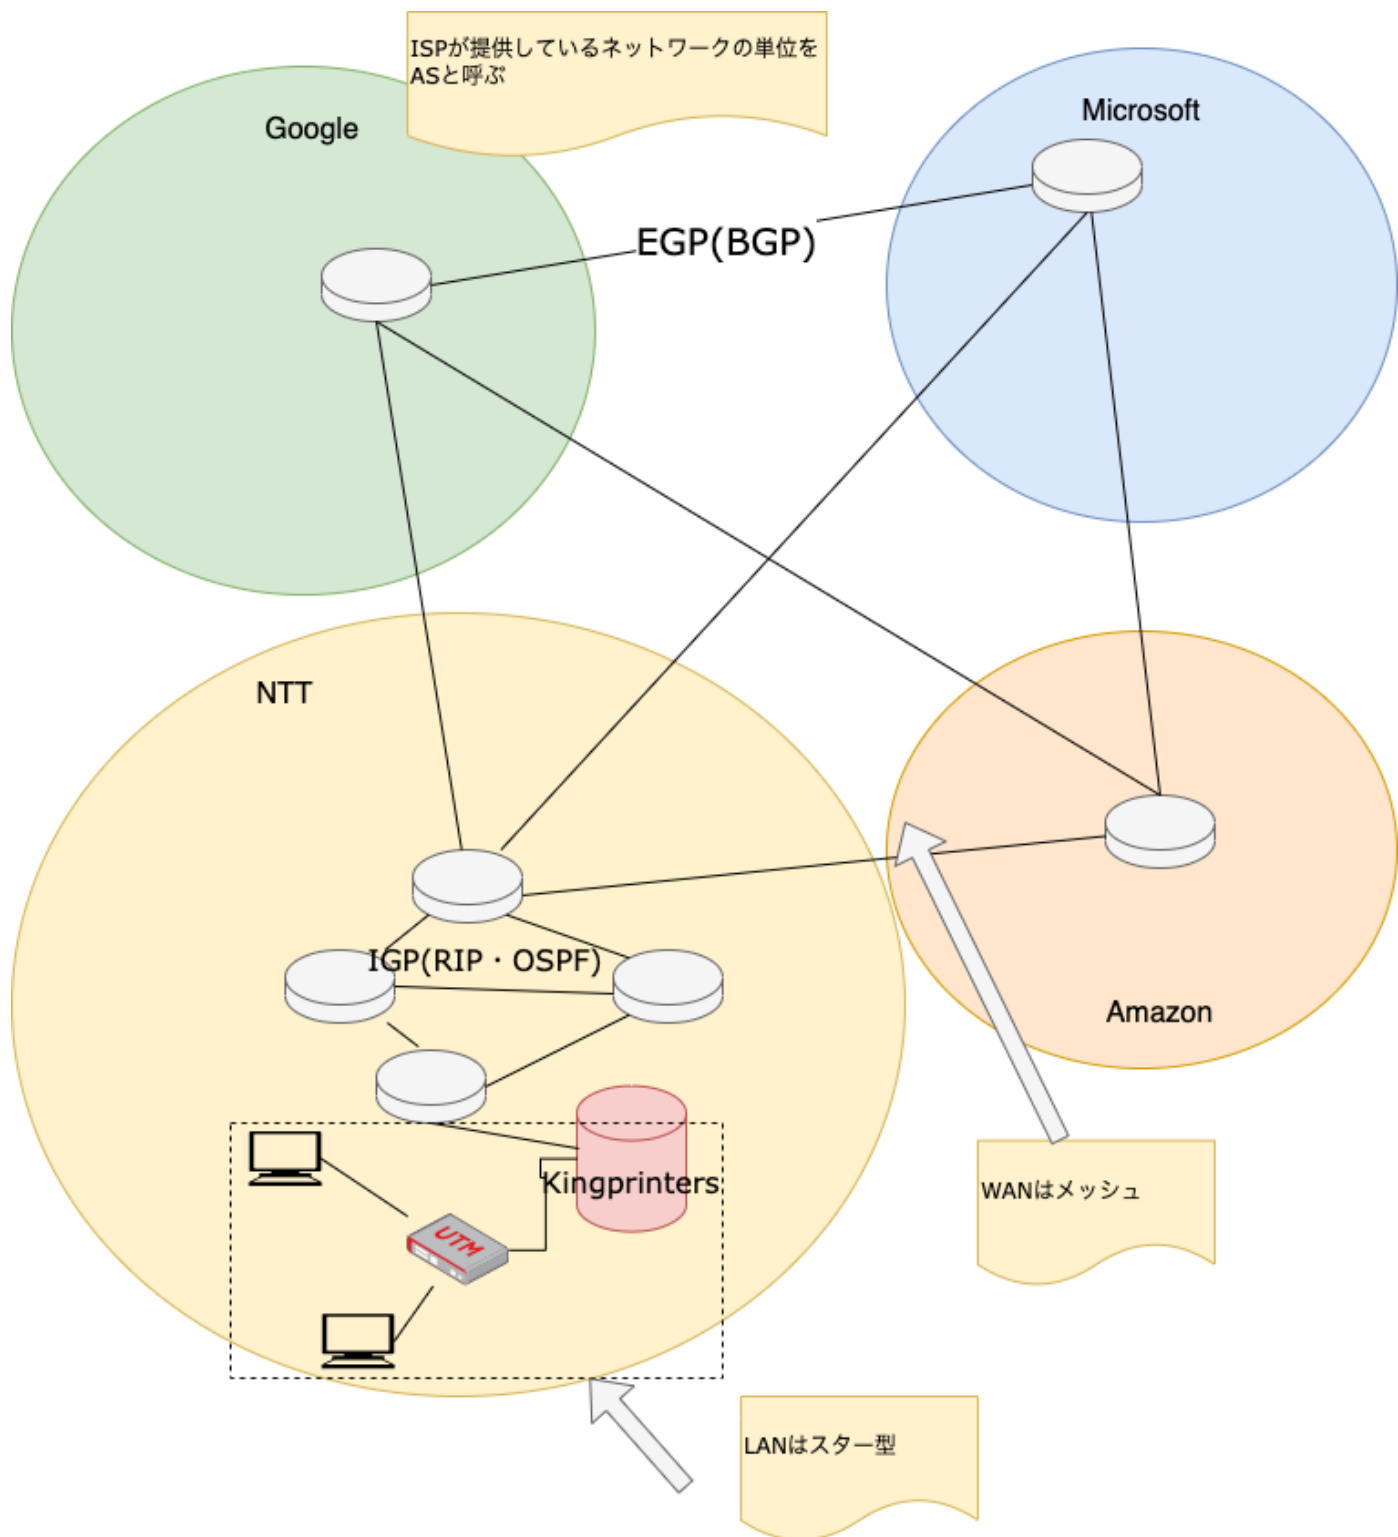 ISPが提供しているネットワークの単位を
ASと呼ぶ
Google
Microsoft
EGP(BGP)
NTT
IGP(RIP・OSPF)
Amazon
Kingprinters
WANはメッシュ
UTM
LANはスター型